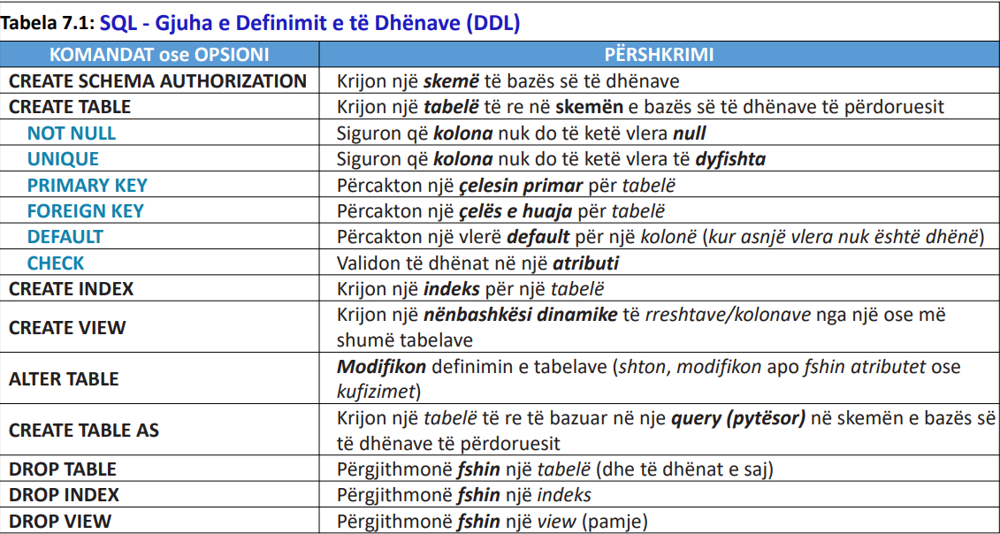 Tabela 7.1: SQL - Gjuha e Definimit e të Dhënave (DDL)
KOMANDAT ose OPSIONI PËRSHKRIMI
CREATE SCHEMA AUTHORIZATION Krijon një skemë të bazës së të dhënave
CREATE TABLE Krijon një tabelë të re në skemën e bazës së të dhënave të përdoruesit
NOT NULL Siguron që kolona nuk do të ketë vlera null
UNIQUE Siguron që kolona nuk do të ketë vlera të dyfishta
PRIMARY KEY Përcakton një çelesin primar për tabelë
FOREIGN KEY Përcakton një çelës e huaja për tabelë
DEFAULT Përcakton një vlerë default për një kolonë (kur asnjë vlera nuk është dhënë)
CHECK Validon të dhënat në një atributi
CREATE INDEX Krijon një indeks për një tabelë
CREATE VIEW Krijon një nënbashkësi dinamike të rreshtave/kolonave nga një ose më
shumë tabelave
ALTER TABLE Modifikon definimin e tabelave (shton, modifikon apo fshin atributet ose
kufizimet)
CREATE TABLE AS Krijon një tabelë të re të bazuar në nje query (pytësor) në skemën e bazës së
të dhënave të përdoruesit
DROP TABLE Përgjithmonë fshin një tabelë (dhe të dhënat e saj)
DROP INDEX Përgjithmonë fshin një indeks
DROP VIEW Përgjithmonë fshin një view (pamje)